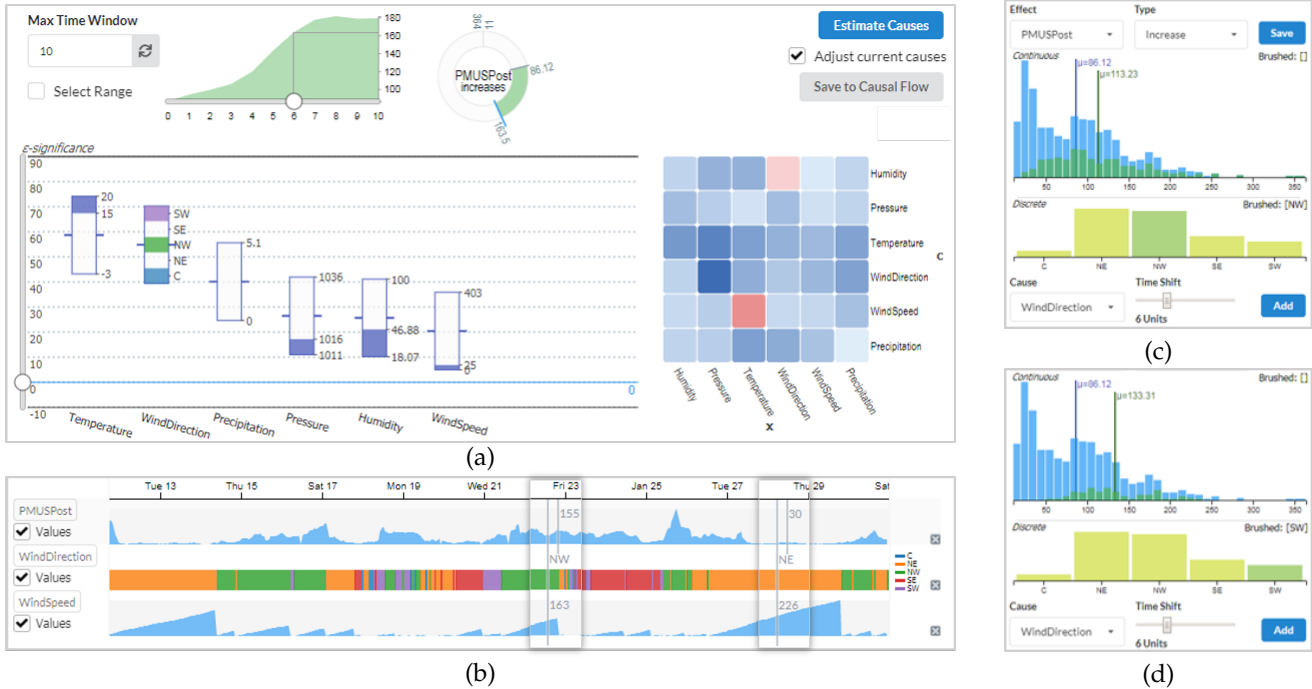 Max Time Window
10
Select Range
180
160
140
120
100
0 1 2 3 4 5 6 7 8 9 10
364
11
86.12
163.5
PMUSPost
increases
Estimate Causes
Adjust current causes
Save to Causal Flow
ε-significance
90
80
70
60
50
40
30
20
10
0
-10
0
20
15
-3
SW
SE
NW
NE
C
5.1
0
1036
1016
1011
100
46.88
18.07
403
25
0
Temperature
WindDirection
Precipitation
Pressure
Humidity
WindSpeed
Humidity
Pressure
Temperature
WindDirection
WindSpeed
Precipitation
C
Humidity
Pressure
Temperature
WindDirection
WindSpeed
Precipitation
X
(a)
Tue 13 Thu 15 Sat 17 Mon 19 Wed 21 Fri 23 Jan 25 Tue 27 Thu 29 Sat
PMUSPost
Values
155
30
WindDirection
Values
NW
NE
C
NE
NW
SE
SW
WindSpeed
Values
163
226
(b)
Effect Type
PMUSPost Increase Save
Continuous Brushed: []
μ=86.12
μ=113.23
50 100 150 200 250 300 350
Discrete Brushed: [NW]
C NE NW SE SW
Cause Time Shift
WindDirection Add
6 Units
(c)
Continuous Brushed: []
μ=86.12
μ=133.31
50 100 150 200 250 300 350
Discrete Brushed: [SW]
C NE NW SE SW
Cause Time Shift
WindDirection Add
6 Units
(d)